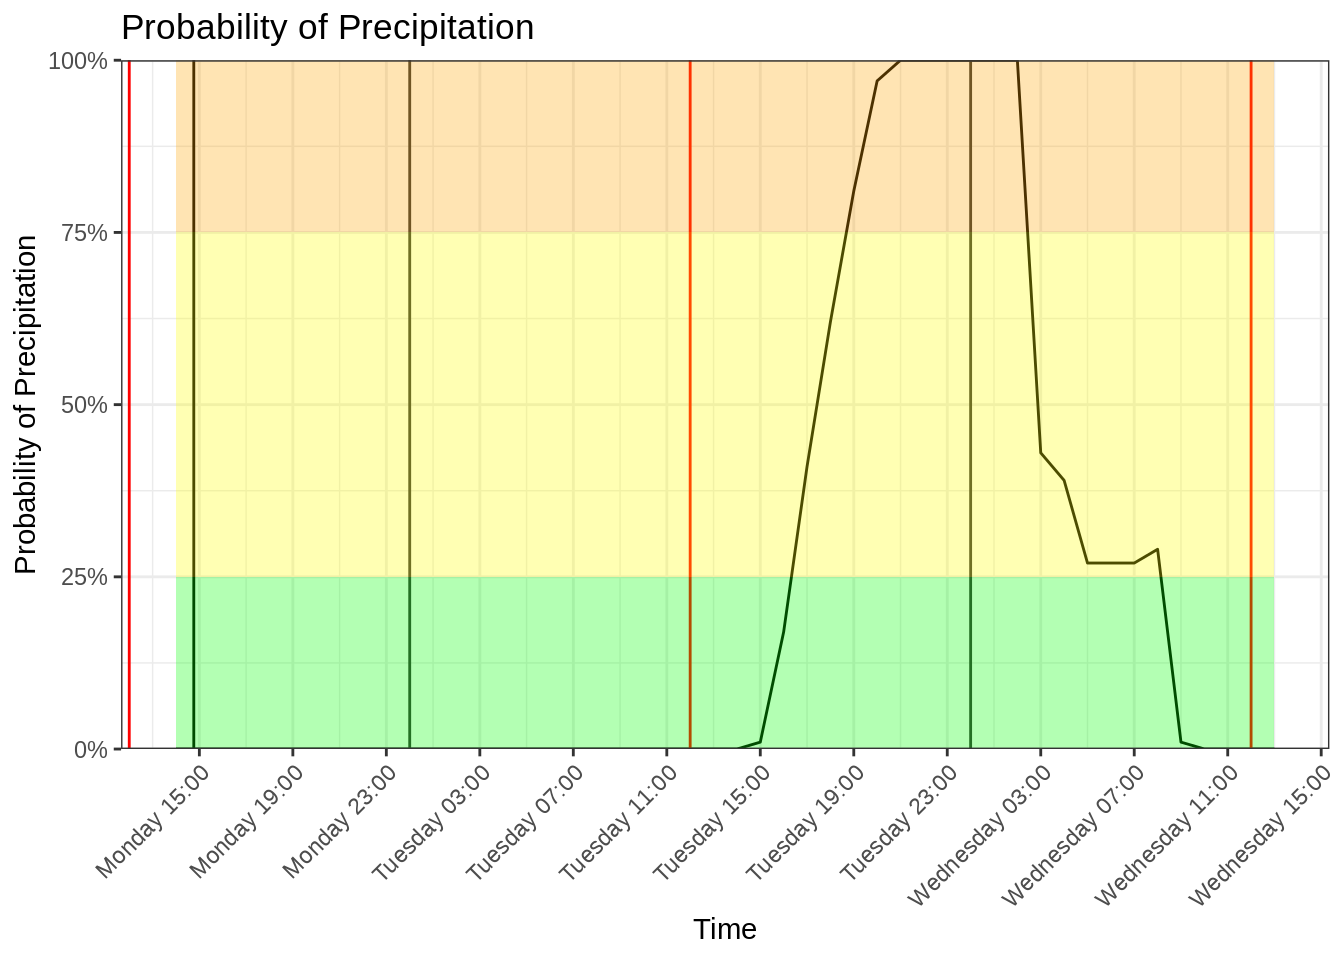 Probability of Precipitation
Probability of Precipitation
100%
75%
50%
25%
0%
Monday 15:00
Monday 19:00
Monday 23:00
Tuesday 03:00
Tuesday 07:00
Tuesday 11:00
Tuesday 15:00
Tuesday 19:00
Tuesday 23:00
Wednesday 03:00
Wednesday 07:00
Wednesday 11:00
Wednesday 15:00
Time